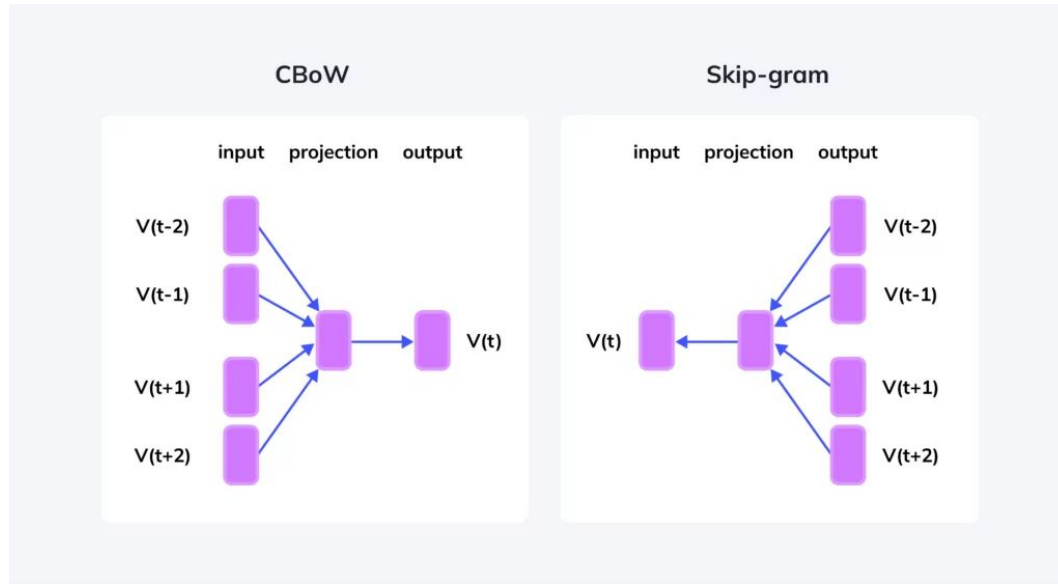 CBoW
input projection output
V(t-2)
V(t-1)
V(t)
V(t+1)
V(t+2)
Skip-gram
input projection output
V(t-2)
V(t-1)
V(t)
V(t+1)
V(t+2)